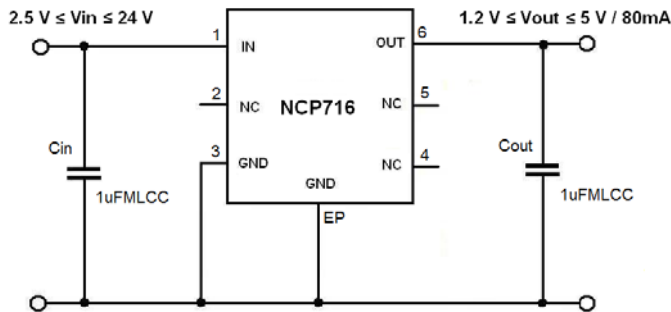 2.5 V ≤ Vin ≤ 24 V
1.2 V ≤ Vout ≤ 5 V / 80mA
1
IN
OUT
6
2
NC
NCP716
NC
5
3
GND
NC
4
GND
EP
Cin
1uFMLCC
Cout
1uFMLCC